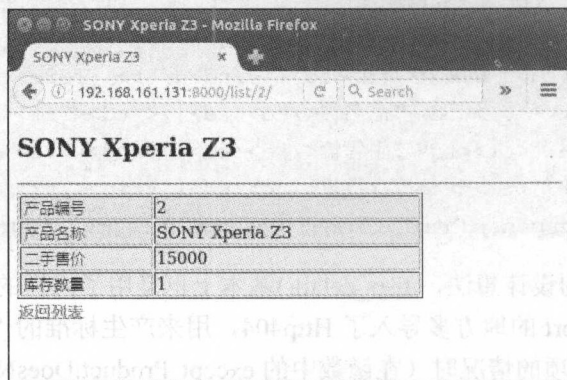 SONY Xperia Z3 - Mozilla Firefox
SONY Xperia Z3
192.168.161.131:8000/list/2/
Search
SONY Xperia Z3
产品编号 2
产品名称 SONY Xperia Z3
二手售价 15000
库存数量 1
返回列表